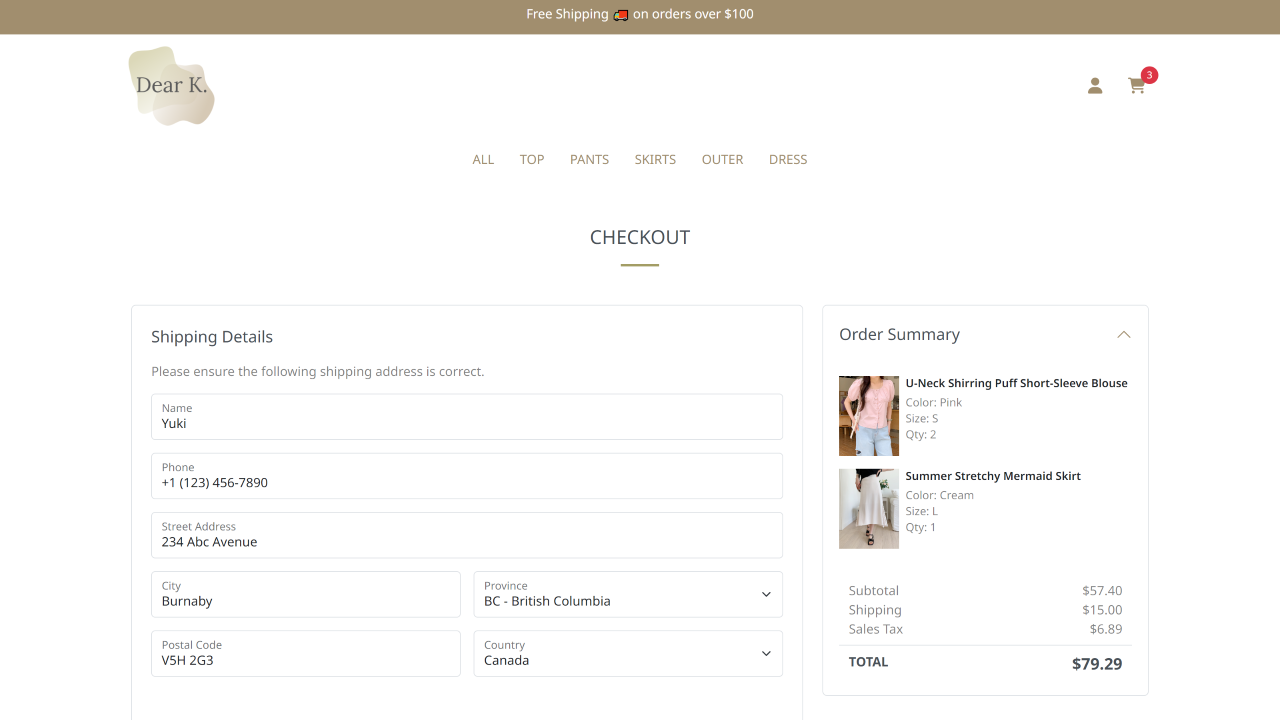 Free Shipping 🚚 on orders over $100
Dear K.
3
ALL TOP PANTS SKIRTS OUTER DRESS
CHECKOUT
Shipping Details
Please ensure the following shipping address is correct.
Name
Yuki
Phone
+1 (123) 456-7890
Street Address
234 Abc Avenue
City
Burnaby
Province
BC - British Columbia
Postal Code
V5H 2G3
Country
Canada
Order Summary
U-Neck Shirring Puff Short-Sleeve Blouse
Color: Pink
Size: S
Qty: 2
Summer Stretchy Mermaid Skirt
Color: Cream
Size: L
Qty: 1
Subtotal $57.40
Shipping $15.00
Sales Tax $6.89
TOTAL $79.29